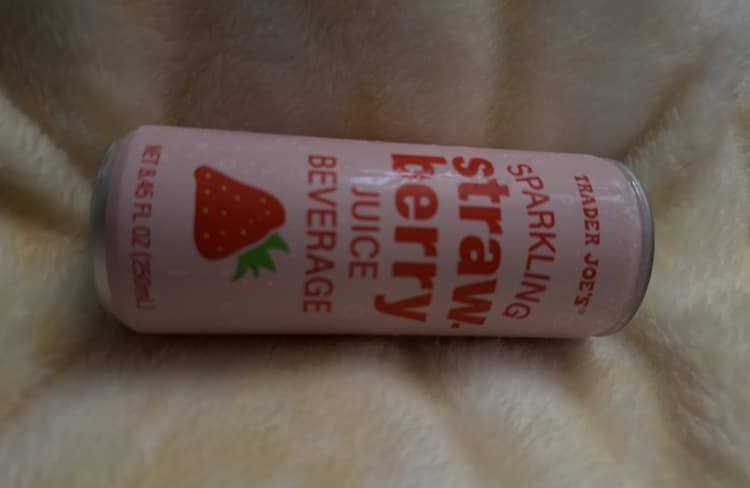 TRADER JOE'S®
SPARKLING
straw-
berry
JUICE
BEVERAGE
NET 8.45 FL OZ (250mL)